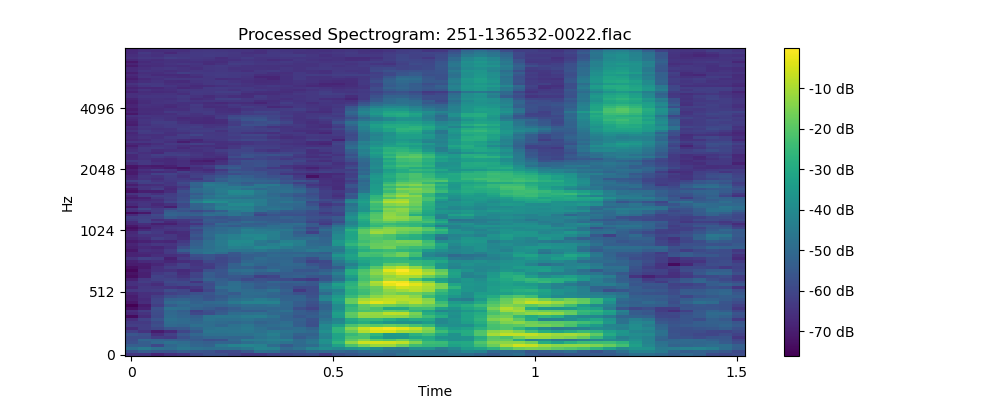 Processed Spectrogram: 251-136532-0022.flac
4096
2048
1024
512
0
Hz
0
0.5
1
1.5
Time
-10 dB
-20 dB
-30 dB
-40 dB
-50 dB
-60 dB
-70 dB